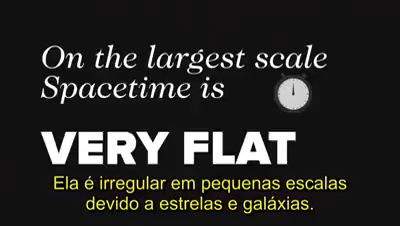 On the largest scale
Spacetime is
VERY FLAT
Ela é irregular em pequenas escalas
devido a estrelas e galáxias.